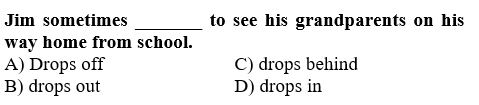 Jim sometimes ________ to see his grandparents on his
way home from school.
A) Drops off C) drops behind
B) drops out D) drops in